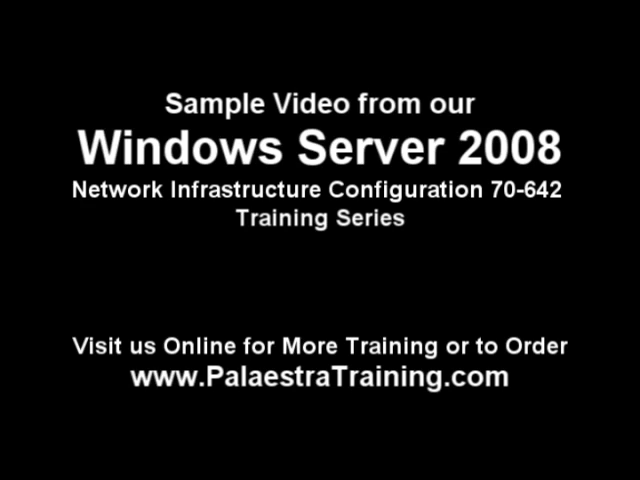 Sample Video from our
Windows Server 2008
Network Infrastructure Configuration 70-642
Training Series
Visit us Online for More Training or to Order
www.PalaestraTraining.com